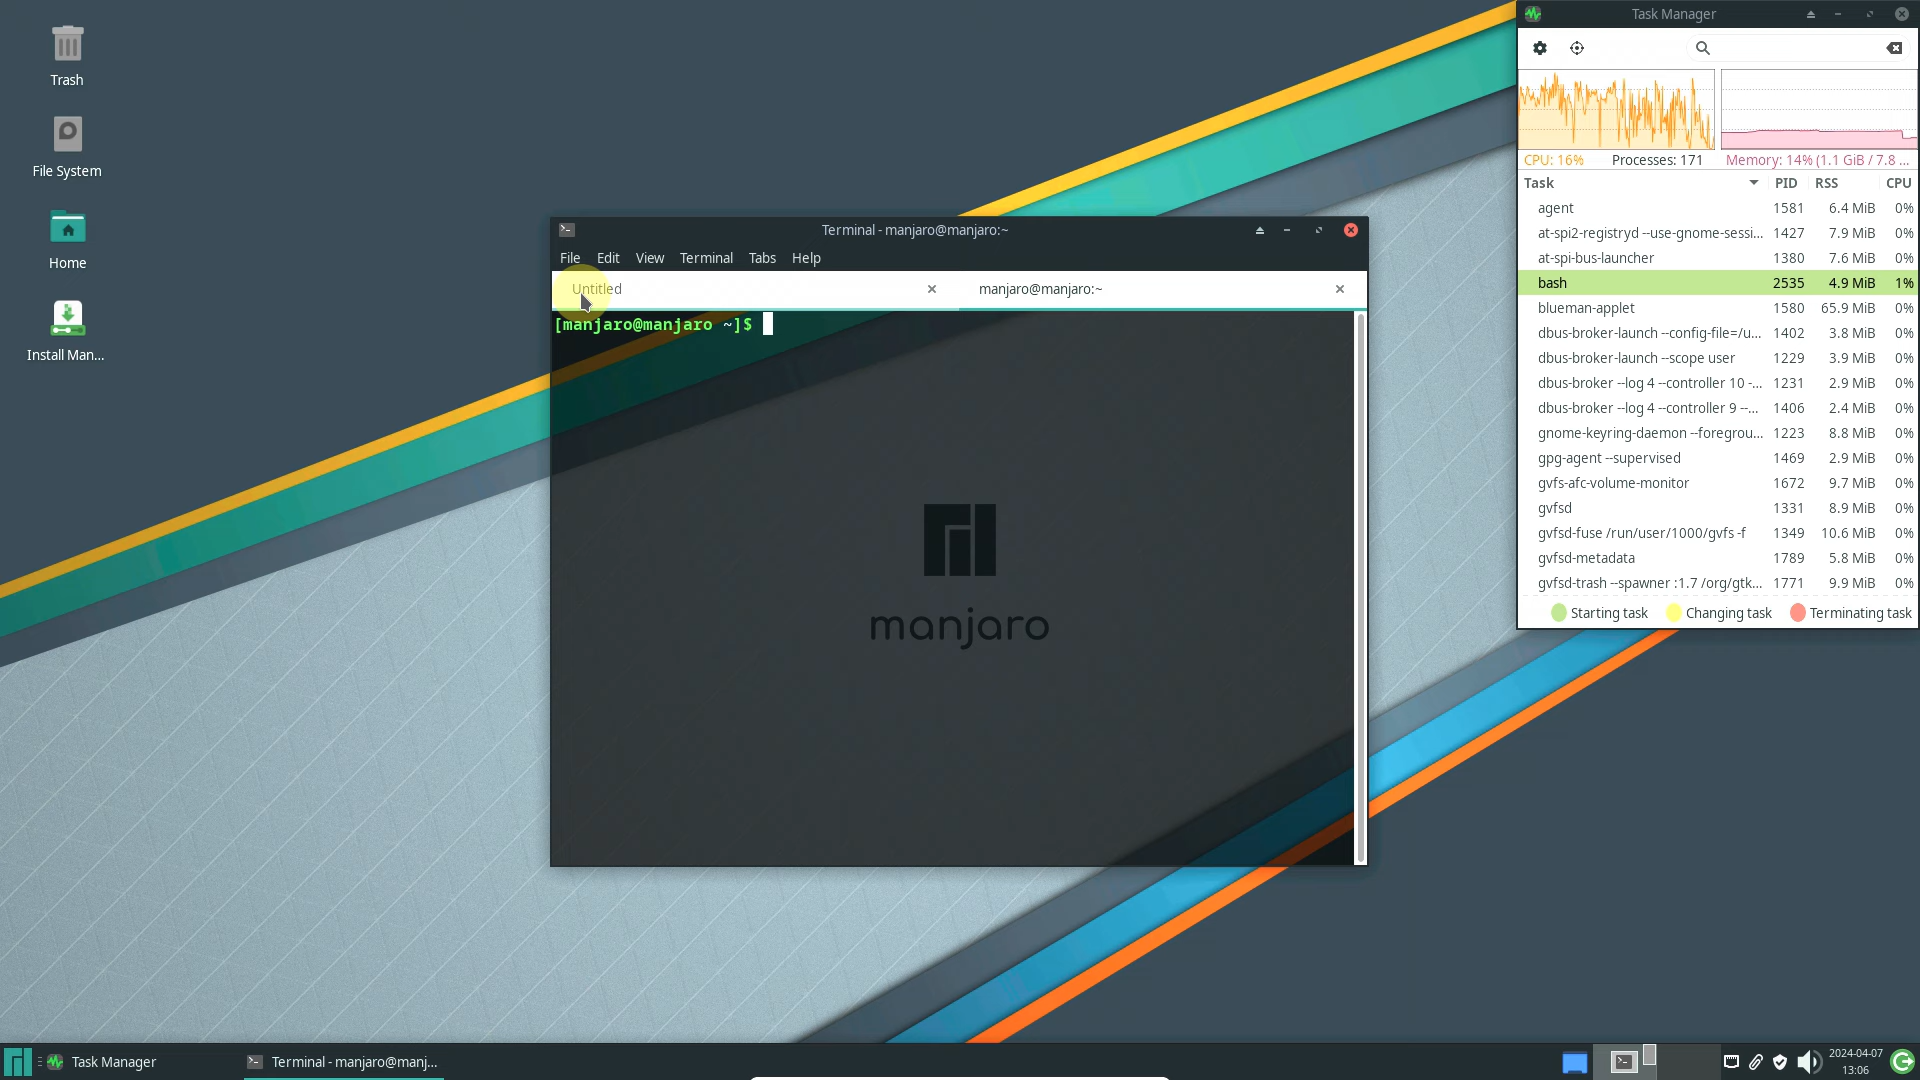 Trash
File System
Home
Install Man...
Terminal - manjaro@manjaro:~
File Edit View Terminal Tabs Help
Untitled
manjaro@manjaro:~
[manjaro@manjaro ~]$
manjaro
Task Manager
CPU: 16% Processes: 171 Memory: 14% (1.1 GiB / 7.8 ...
Task PID RSS CPU
agent 1581 6.4 MiB 0%
at-spi2-registryd --use-gnome-sessi... 1427 7.9 MiB 0%
at-spi-bus-launcher 1380 7.6 MiB 0%
bash 2535 4.9 MiB 1%
blueman-applet 1580 65.9 MiB 0%
dbus-broker-launch --config-file=/u... 1402 3.8 MiB 0%
dbus-broker-launch --scope user 1229 3.9 MiB 0%
dbus-broker --log 4 --controller 10 -... 1231 2.9 MiB 0%
dbus-broker --log 4 --controller 9 --... 1406 2.4 MiB 0%
gnome-keyring-daemon --foregrou... 1223 8.8 MiB 0%
gpg-agent --supervised 1469 2.9 MiB 0%
gvfs-afc-volume-monitor 1672 9.7 MiB 0%
gvfsd 1331 8.9 MiB 0%
gvfsd-fuse /run/user/1000/gvfs -f 1349 10.6 MiB 0%
gvfsd-metadata 1789 5.8 MiB 0%
gvfsd-trash --spawner :1.7 /org/gtk... 1771 9.9 MiB 0%
Starting task Changing task Terminating task
Task Manager
Terminal - manjaro@manj...
2024-04-07
13:06